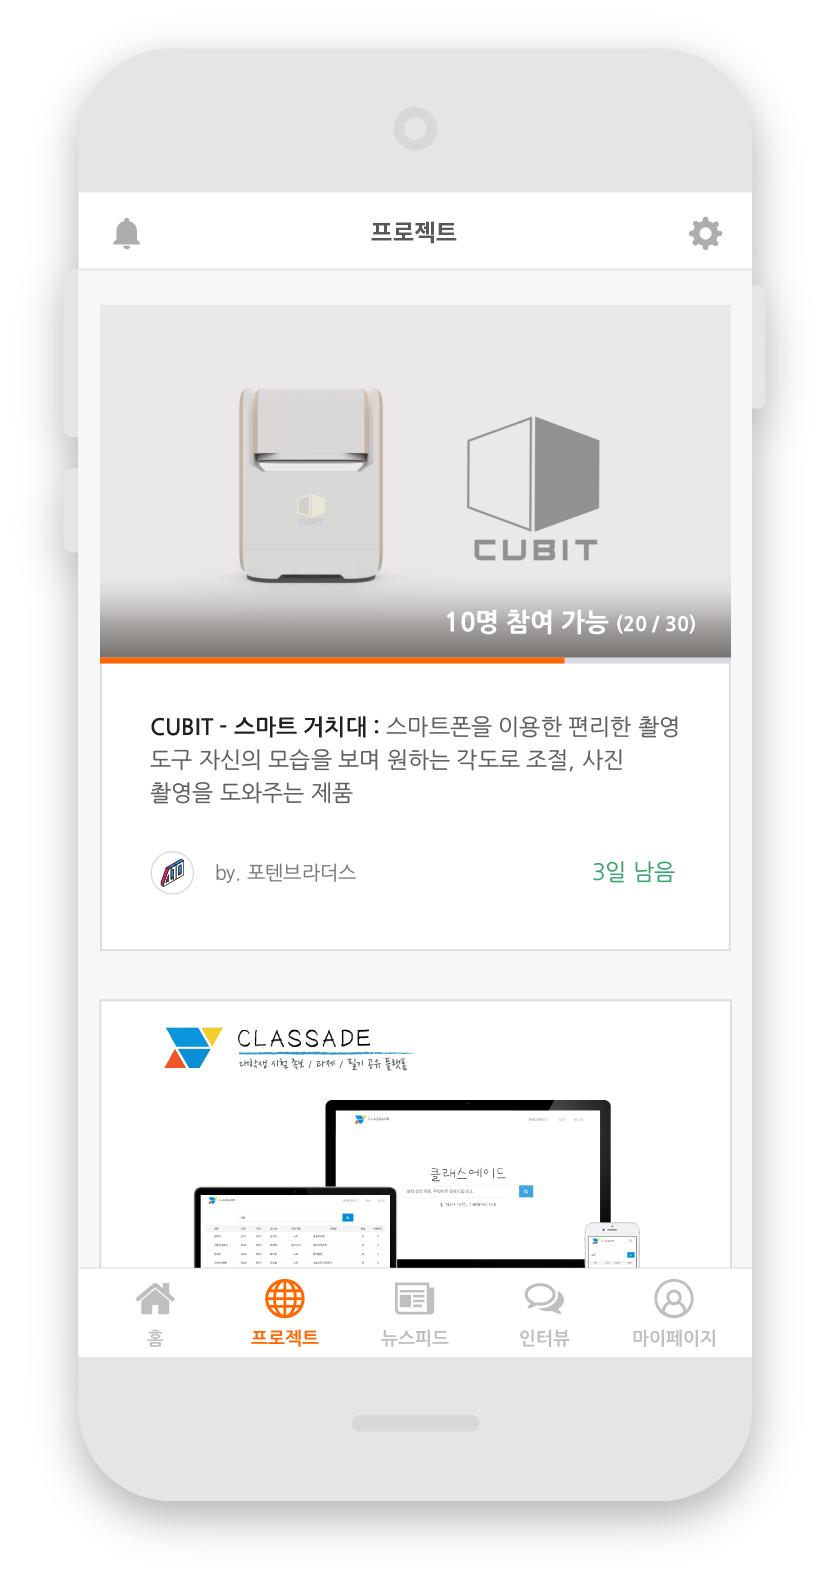 프로젝트
CUBIT
CUBIT
10명 참여 가능 (20 / 30)
CUBIT - 스마트 거치대 : 스마트폰을 이용한 편리한 촬영
도구 자신의 모습을 보며 원하는 각도로 조절, 사진
촬영을 도와주는 제품
by. 포텐브라더스
3일 남음
CLASSADE
대학생 시험 족보 / 과제 / 필기 공유 플랫폼
CLASSADE
클래스에이드
CLASSADE
CLASSADE
홈
프로젝트
뉴스피드
인터뷰
마이페이지